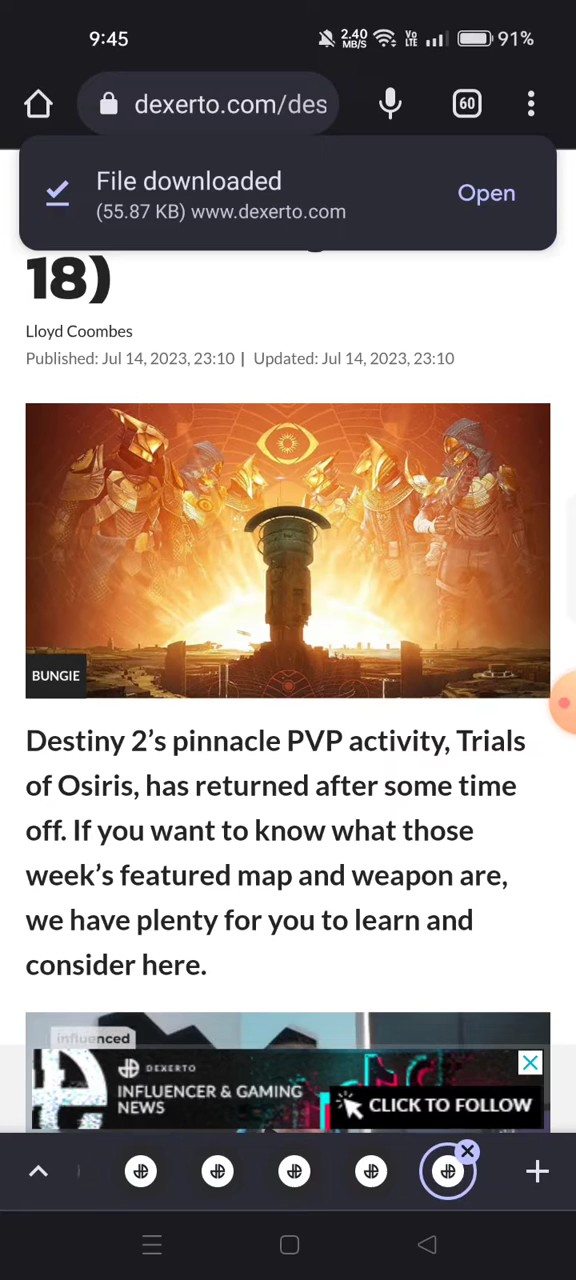 9:45
2.40
MB/S
Vo
LTE
91%
dexerto.com/des
60
File downloaded
(55.87 KB) www.dexerto.com
Open
18)
Lloyd Coombes
Published: Jul 14, 2023, 23:10 | Updated: Jul 14, 2023, 23:10
BUNGIE
Destiny 2’s pinnacle PVP activity, Trials
of Osiris, has returned after some time
off. If you want to know what those
week’s featured map and weapon are,
we have plenty for you to learn and
consider here.
influenced
DEXERTO
INFLUENCER & GAMING
NEWS
CLICK TO FOLLOW